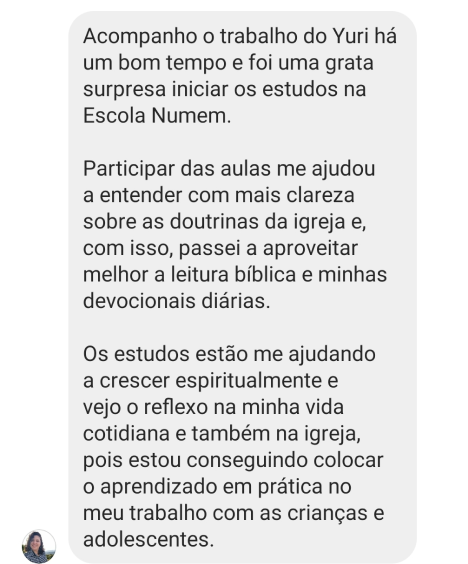 Acompanho o trabalho do Yuri há
um bom tempo e foi uma grata
surpresa iniciar os estudos na
Escola Numem.
Participar das aulas me ajudou
a entender com mais clareza
sobre as doutrinas da igreja e,
com isso, passei a aproveitar
melhor a leitura bíblica e minhas
devocionais diárias.
Os estudos estão me ajudando
a crescer espiritualmente e
vejo o reflexo na minha vida
cotidiana e também na igreja,
pois estou conseguindo colocar
o aprendizado em prática no
meu trabalho com as crianças e
adolescentes.